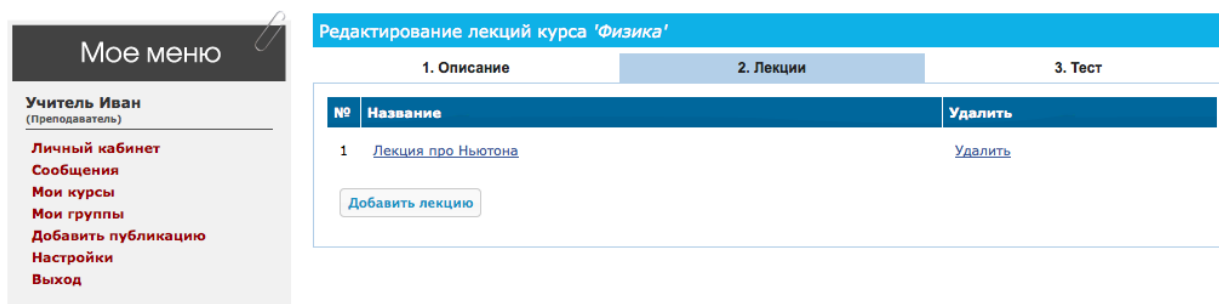 Мое меню
Учитель Иван
(Преподаватель)
Личный кабинет
Сообщения
Мои курсы
Мои группы
Добавить публикацию
Настройки
Выход
Редактирование лекций курса 'Физика'
1. Описание 2. Лекции 3. Тест
№ Название Удалить
1 Лекция про Ньютона Удалить
Добавить лекцию